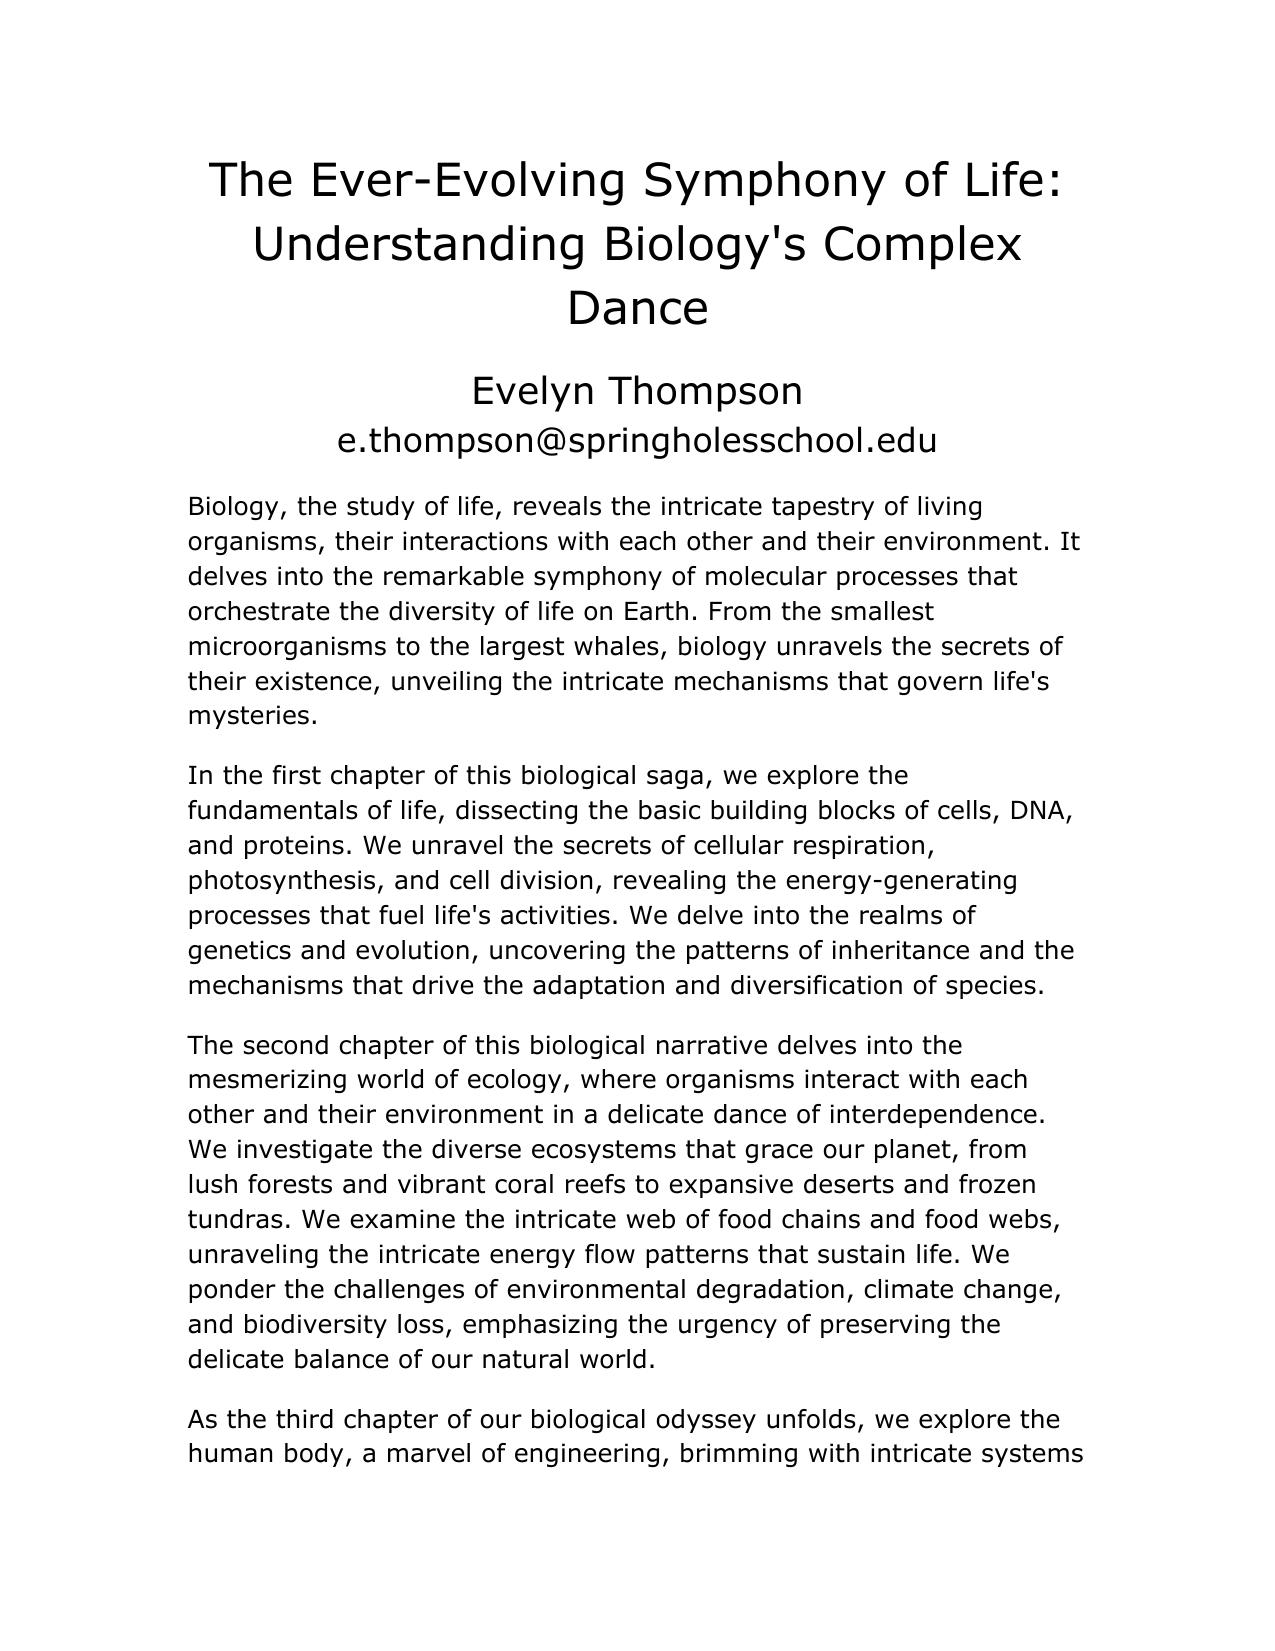 The Ever-Evolving Symphony of Life:
Understanding Biology's Complex
Dance
Evelyn Thompson
e.thompson@springholesschool.edu
Biology, the study of life, reveals the intricate tapestry of living
organisms, their interactions with each other and their environment. It
delves into the remarkable symphony of molecular processes that
orchestrate the diversity of life on Earth. From the smallest
microorganisms to the largest whales, biology unravels the secrets of
their existence, unveiling the intricate mechanisms that govern life's
mysteries.
In the first chapter of this biological saga, we explore the
fundamentals of life, dissecting the basic building blocks of cells, DNA,
and proteins. We unravel the secrets of cellular respiration,
photosynthesis, and cell division, revealing the energy-generating
processes that fuel life's activities. We delve into the realms of
genetics and evolution, uncovering the patterns of inheritance and the
mechanisms that drive the adaptation and diversification of species.
The second chapter of this biological narrative delves into the
mesmerizing world of ecology, where organisms interact with each
other and their environment in a delicate dance of interdependence.
We investigate the diverse ecosystems that grace our planet, from
lush forests and vibrant coral reefs to expansive deserts and frozen
tundras. We examine the intricate web of food chains and food webs,
unraveling the intricate energy flow patterns that sustain life. We
ponder the challenges of environmental degradation, climate change,
and biodiversity loss, emphasizing the urgency of preserving the
delicate balance of our natural world.
As the third chapter of our biological odyssey unfolds, we explore the
human body, a marvel of engineering, brimming with intricate systems